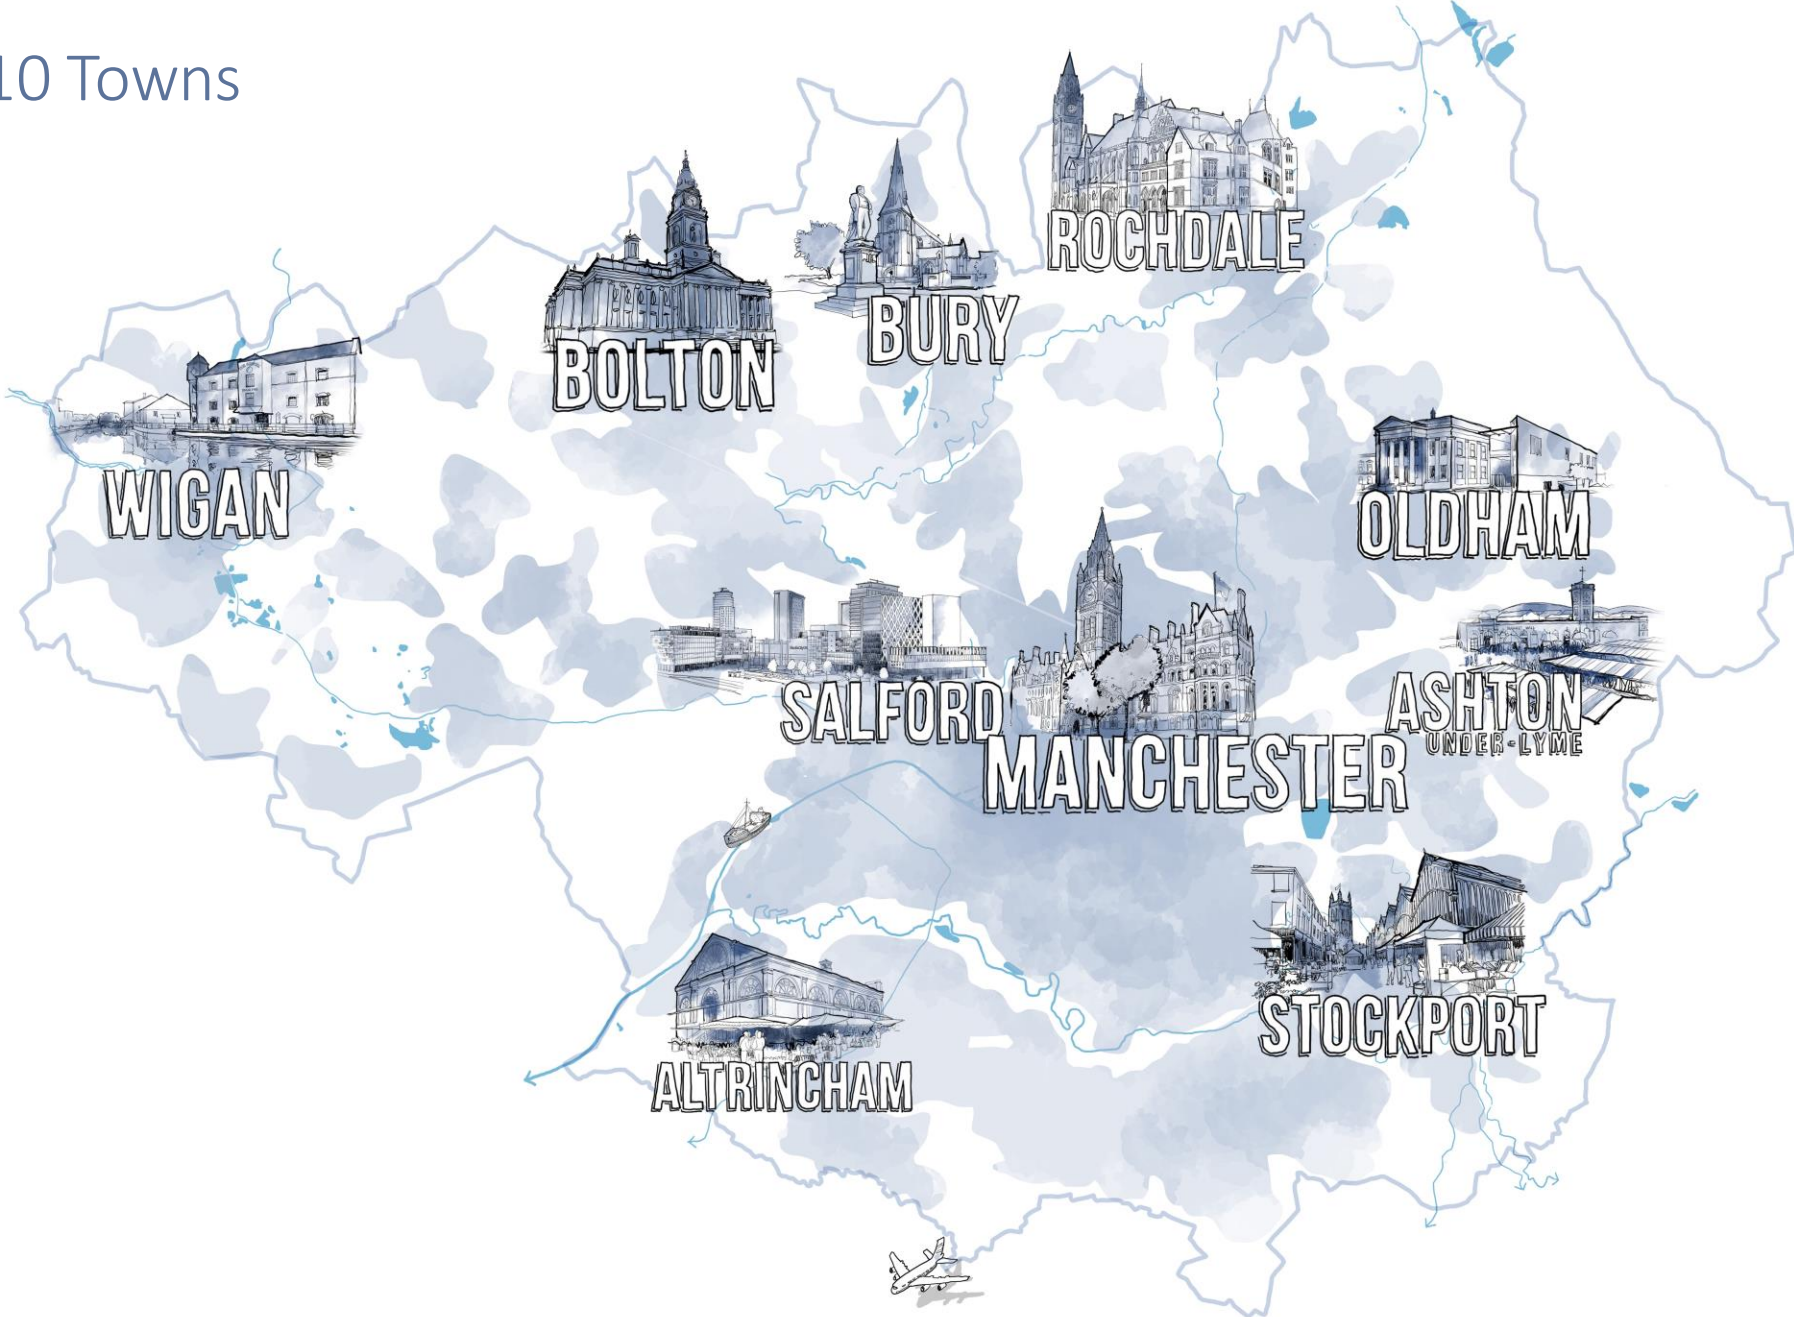 10 Towns
ROCHDALE
BURY
BOLTON
WIGAN
OLDHAM
SALFORD
MANCHESTER
ASHTON
UNDER-LYME
STOCKPORT
ALTRINCHAM